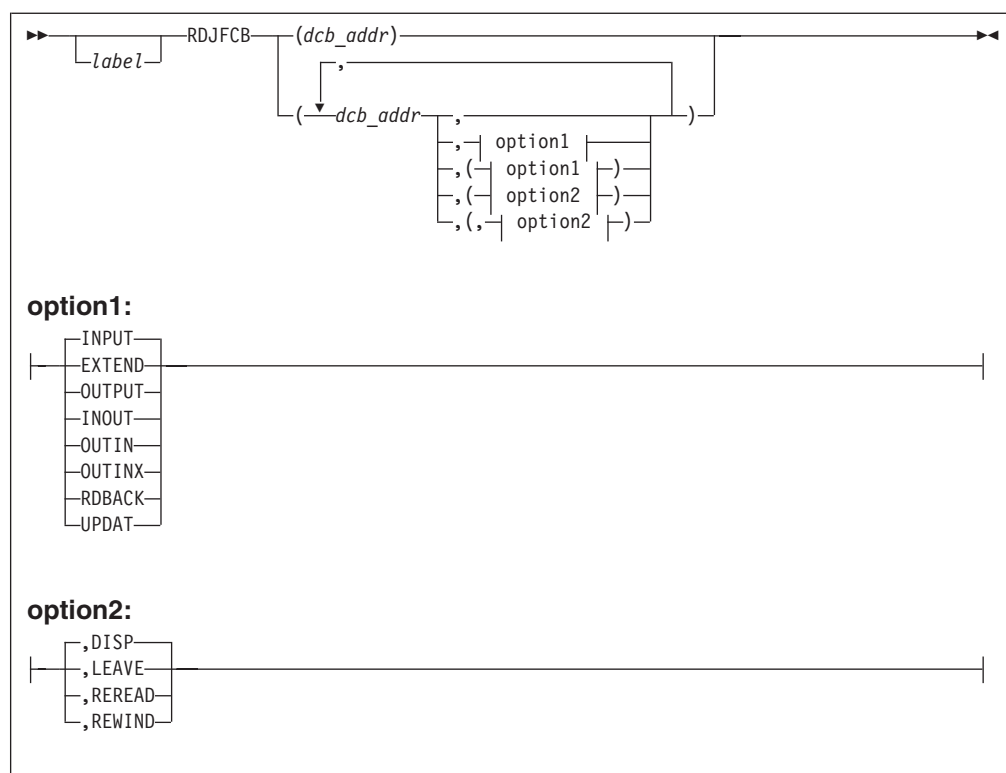 RDJFCB (dcb_addr)
label
,
( dcb_addr , )
, option1
,( option1 )
,( option2 )
,(, option2 )
option1:
INPUT
EXTEND
OUTPUT
INOUT
OUTIN
OUTINX
RDBACK
UPDAT
option2:
,DISP
,LEAVE
,REREAD
,REWIND